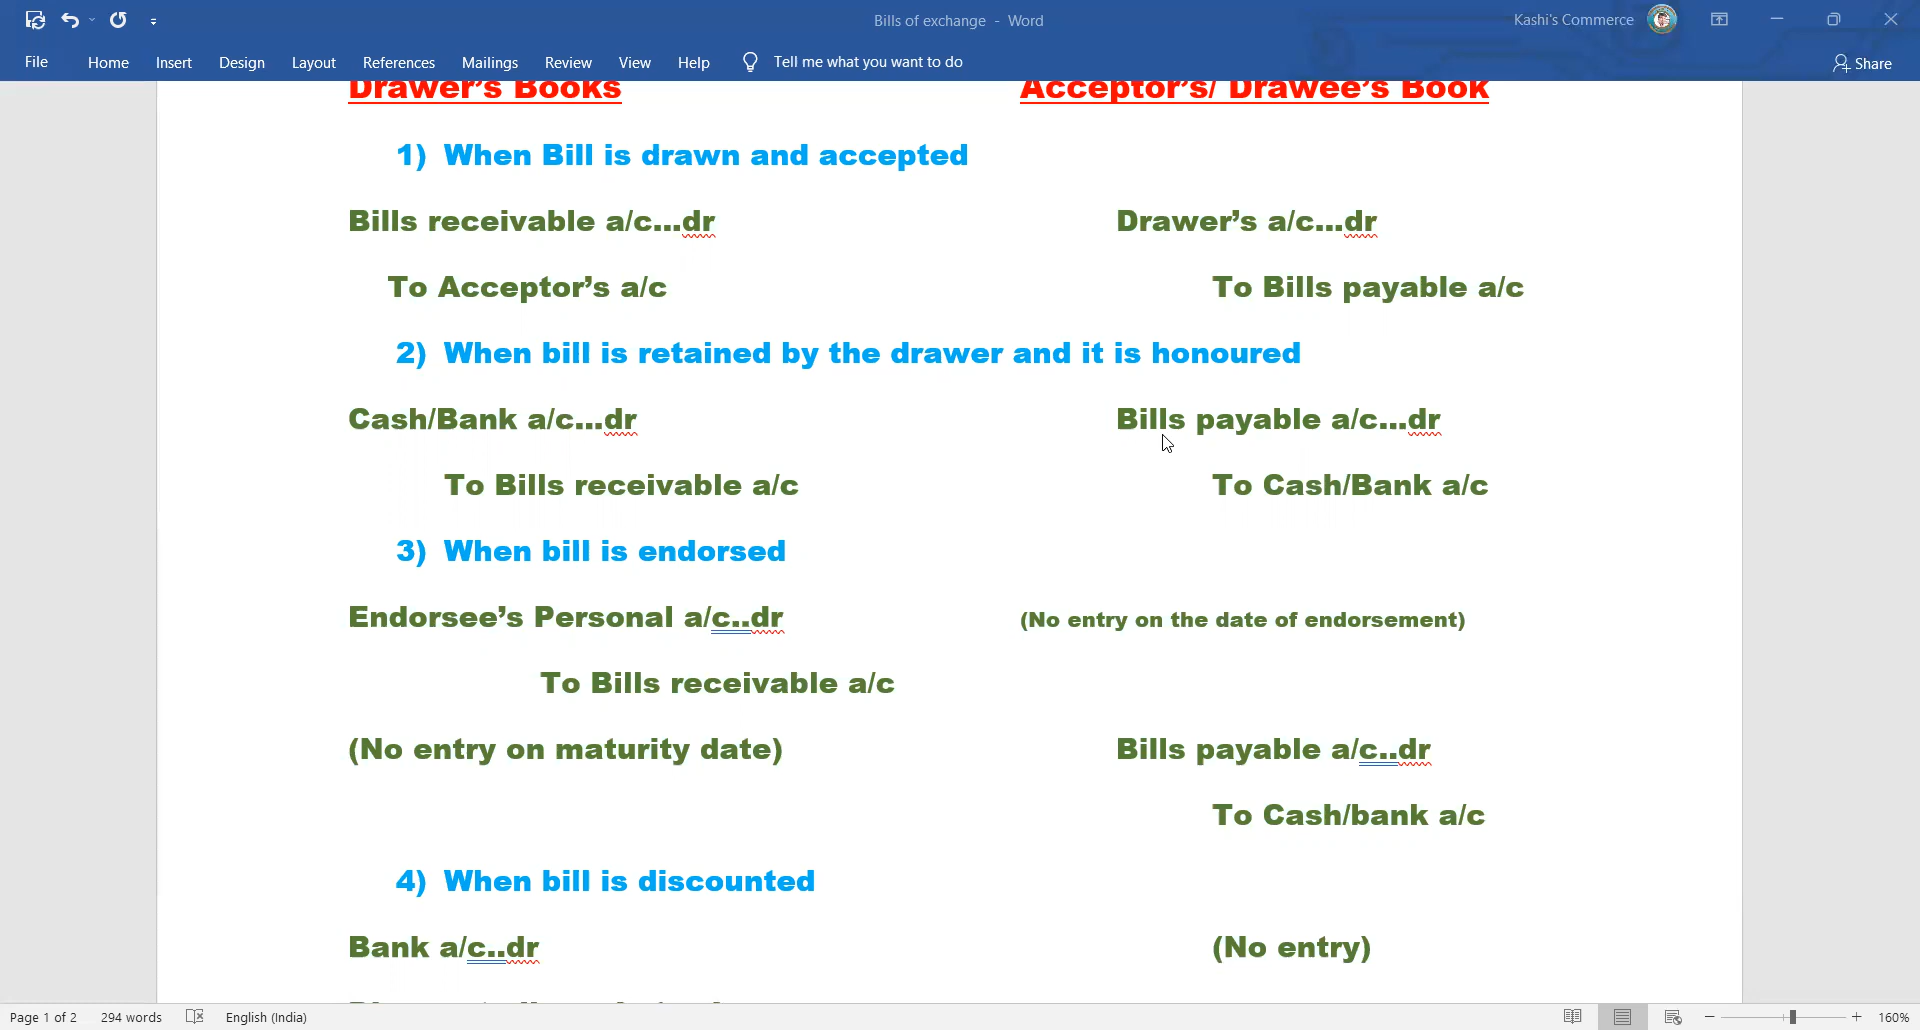 Bills of exchange - Word
Kashi's Commerce
File Home Insert Design Layout References Mailings Review View Help Tell me what you want to do Share
Drawer's Books Acceptor's/ Drawee's Book
1) When Bill is drawn and accepted
Bills receivable a/c...dr Drawer’s a/c...dr
To Acceptor’s a/c To Bills payable a/c
2) When bill is retained by the drawer and it is honoured
Cash/Bank a/c...dr Bills payable a/c...dr
To Bills receivable a/c To Cash/Bank a/c
3) When bill is endorsed
Endorsee’s Personal a/c..dr (No entry on the date of endorsement)
To Bills receivable a/c
(No entry on maturity date) Bills payable a/c..dr
To Cash/bank a/c
4) When bill is discounted
Bank a/c..dr (No entry)
Page 1 of 2 294 words English (India) 160%